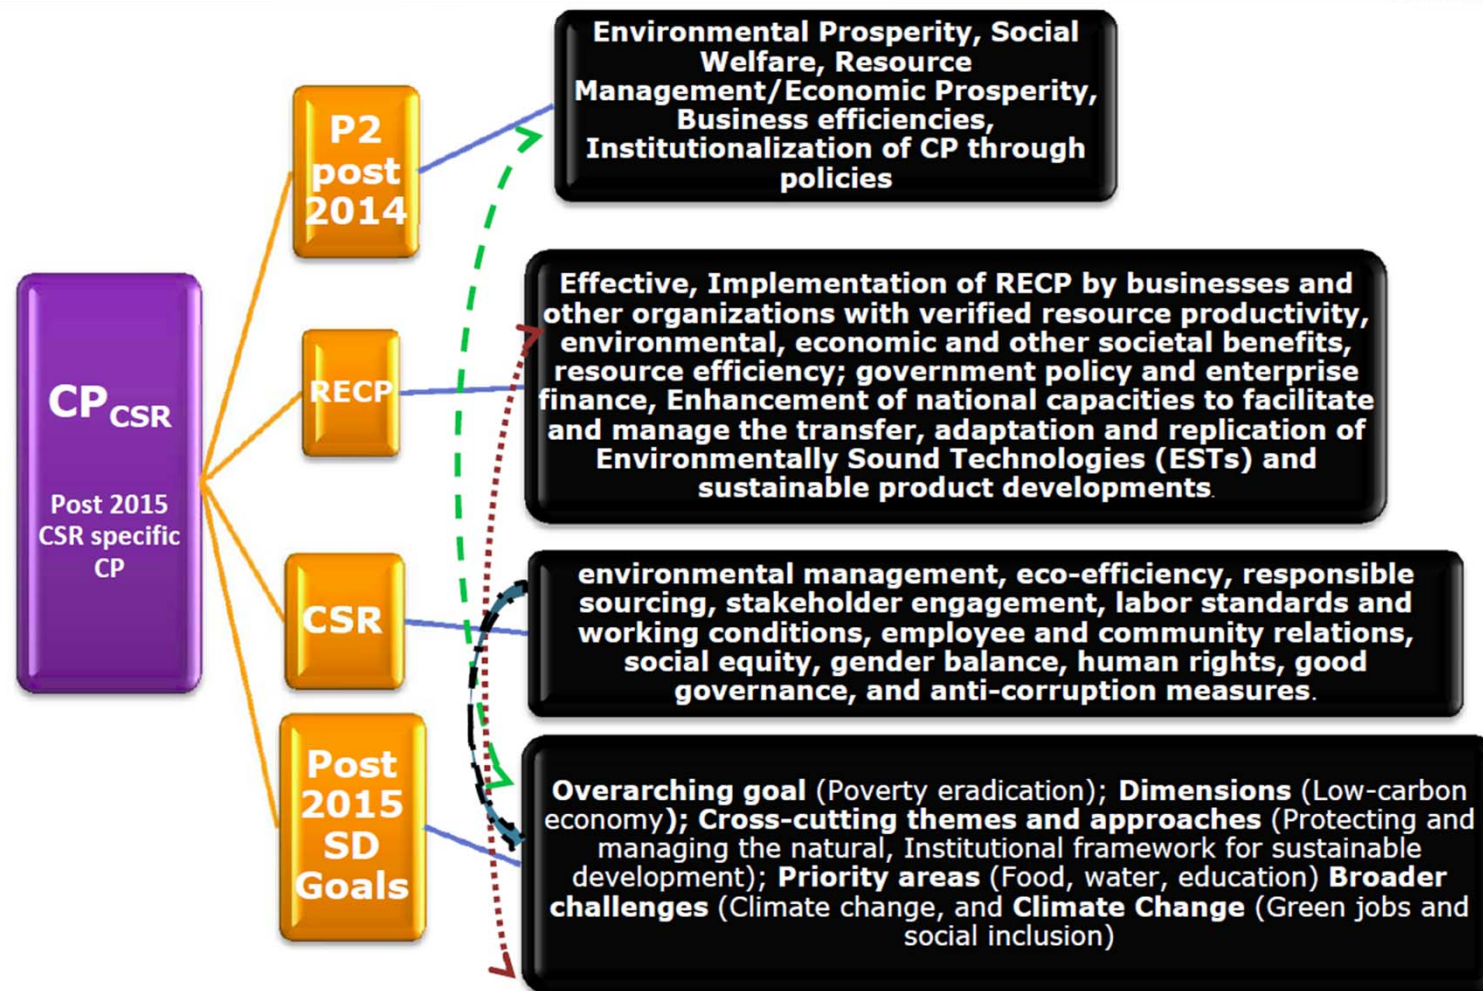 CP CSR
Post 2015
CSR specific
CP
P2
post
2014
Environmental Prosperity, Social
Welfare, Resource
Management/Economic Prosperity,
Business efficiencies,
Institutionalization of CP through
policies
RECP
Effective, Implementation of RECP by businesses and
other organizations with verified resource productivity,
environmental, economic and other societal benefits,
resource efficiency; government policy and enterprise
finance, Enhancement of national capacities to facilitate
and manage the transfer, adaptation and replication of
Environmentally Sound Technologies (ESTs) and
sustainable product developments.
CSR
environmental management, eco-efficiency, responsible
sourcing, stakeholder engagement, labor standards and
working conditions, employee and community relations,
social equity, gender balance, human rights, good
governance, and anti-corruption measures.
Post
2015
SD
Goals
Overarching goal (Poverty eradication); Dimensions (Low-carbon
economy); Cross-cutting themes and approaches (Protecting and
managing the natural, Institutional framework for sustainable
development); Priority areas (Food, water, education) Broader
challenges (Climate change, and Climate Change (Green jobs and
social inclusion)